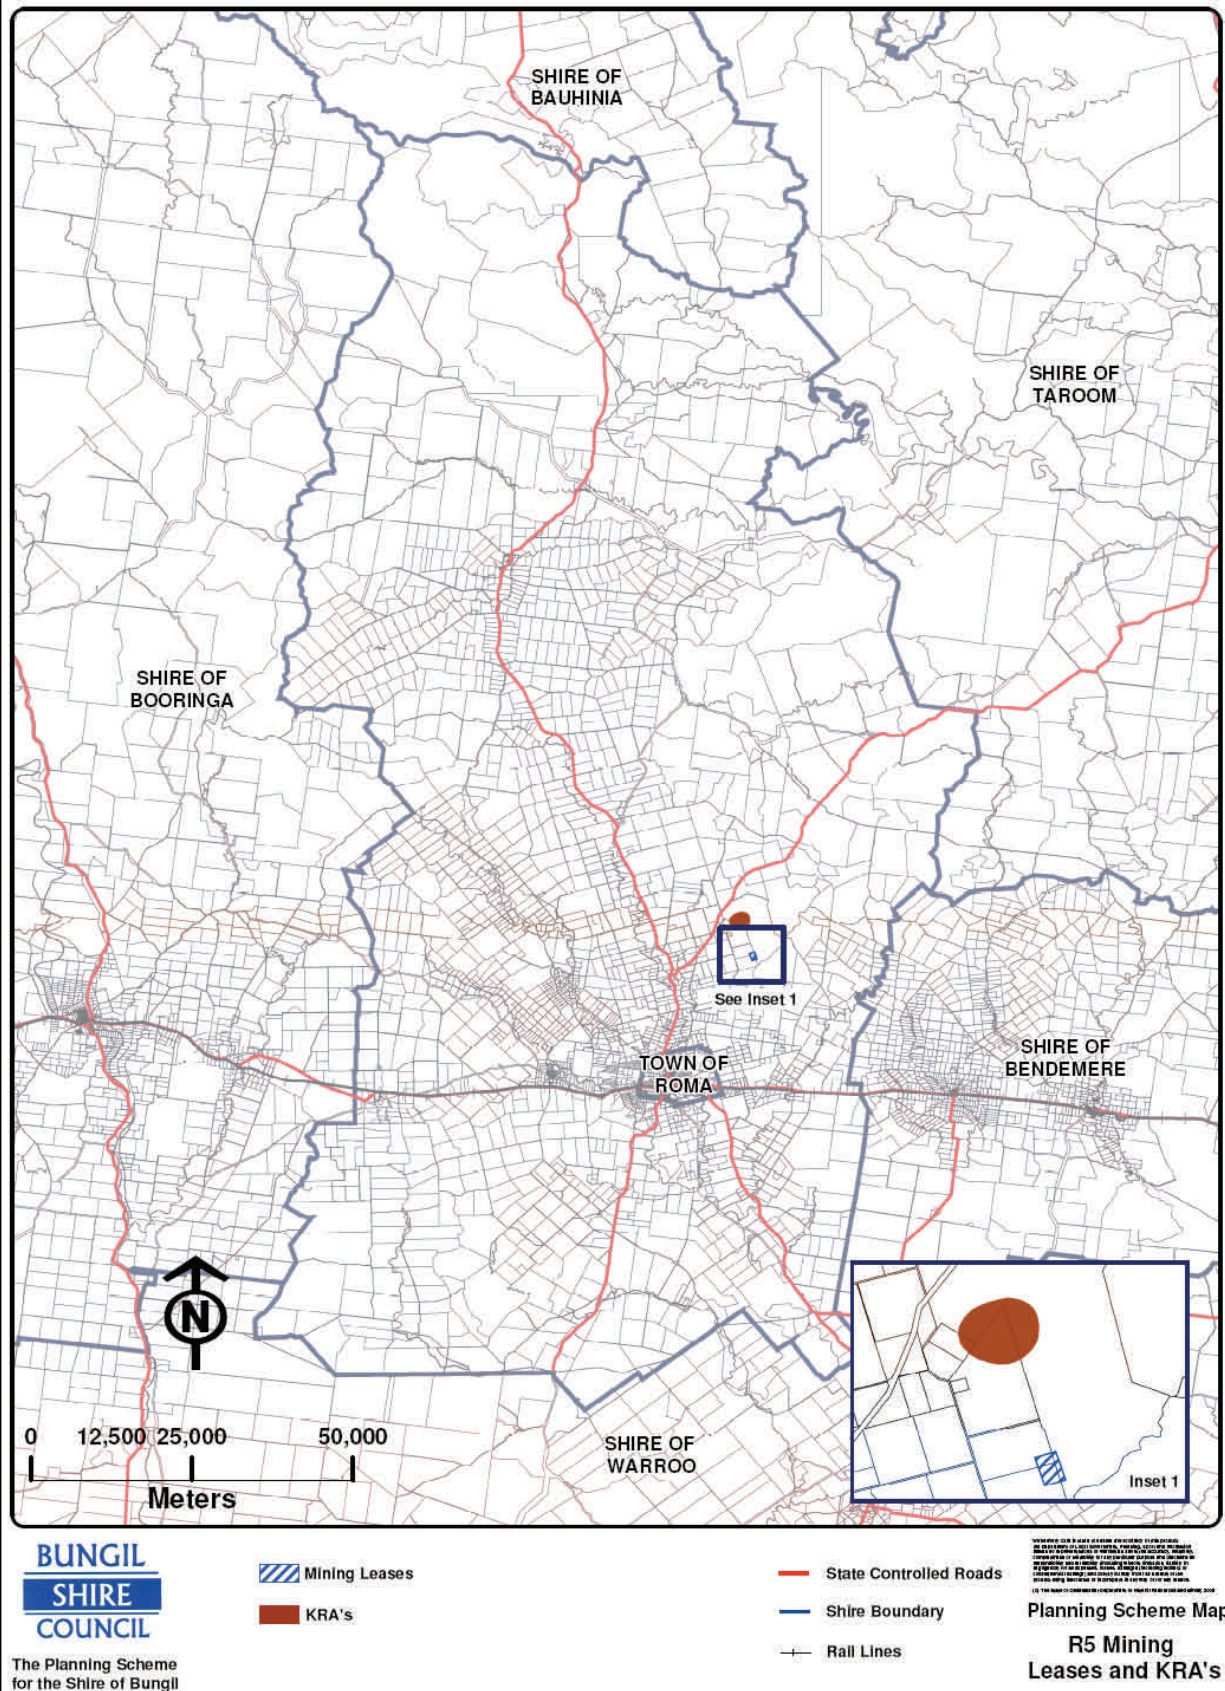 SHIRE OF
BAUHINIA
SHIRE OF
TAROOM
SHIRE OF
BOORINGA
See Inset 1
TOWN OF
ROMA
SHIRE OF
BENDEMERE
N
0 12,500 25,000 50,000
Meters
SHIRE OF
WARROO
Inset 1
BUNGIL
SHIRE
COUNCIL
The Planning Scheme
for the Shire of Bungil
Mining Leases
KRA's
State Controlled Roads
Shire Boundary
Rail Lines
Planning Scheme Map
R5 Mining
Leases and KRA's